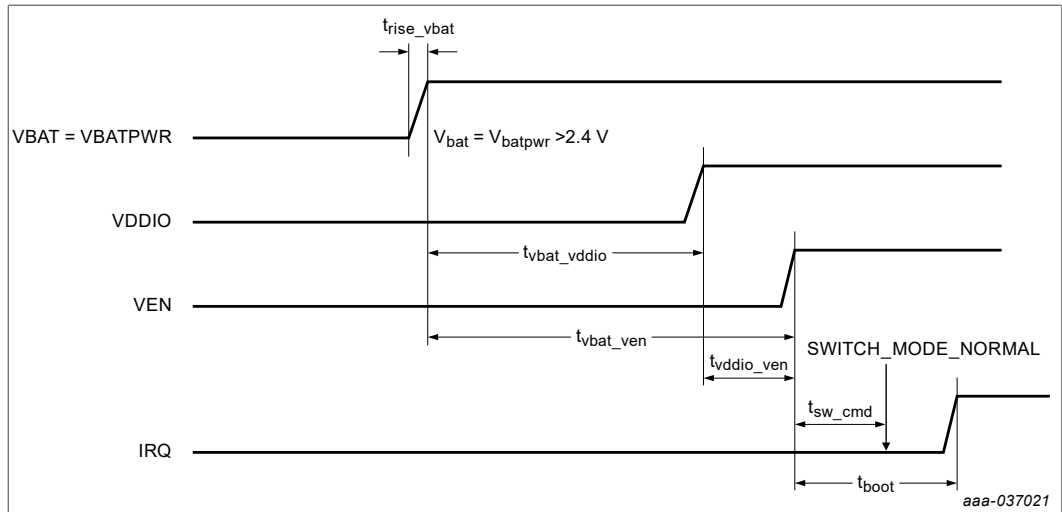 t_rise_vbat
VBAT = VBATPWR
V_bat = V_batpwr >2.4 V
VDDIO
t_vbat_vddio
VEN
t_vbat_ven
SWITCH_MODE_NORMAL
t_vddio_ven
t_sw_cmd
IRQ
t_boot
aaa-037021